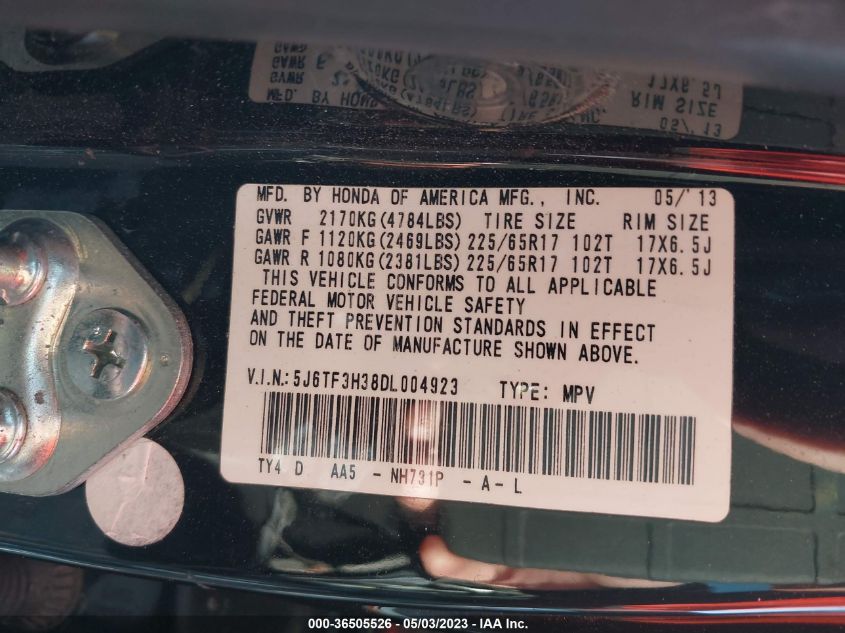 MFD. BY HONDA OF AMERICA MFG., INC. 05/'13
GVWR 2170KG(4784LBS) TIRE SIZE RIM SIZE
GAWR F 1120KG(2469LBS) 225/65R17 102T 17X6.5J
GAWR R 1080KG(2381LBS) 225/65R17 102T 17X6.5J
THIS VEHICLE CONFORMS TO ALL APPLICABLE
FEDERAL MOTOR VEHICLE SAFETY
AND THEFT PREVENTION STANDARDS IN EFFECT
ON THE DATE OF MANUFACTURE SHOWN ABOVE.
V.I.N.:5J6TF3H38DL004923 TYPE: MPV
TY4 D AA5 - NH731P - A - L
000-36505526 - 05/03/2023 - IAA Inc.